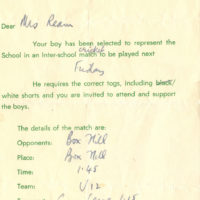 Dear Mrs Ream
Your boy has been selected to represent the
cricket
School in an Inter-school match to be played next
Friday
He requires the correct togs, including black/
white shorts and you are invited to attend and support
the boys.
The details of the match are:
Opponents: Box Hill
Place: Box Hill
Time: 1.45
Team: U12